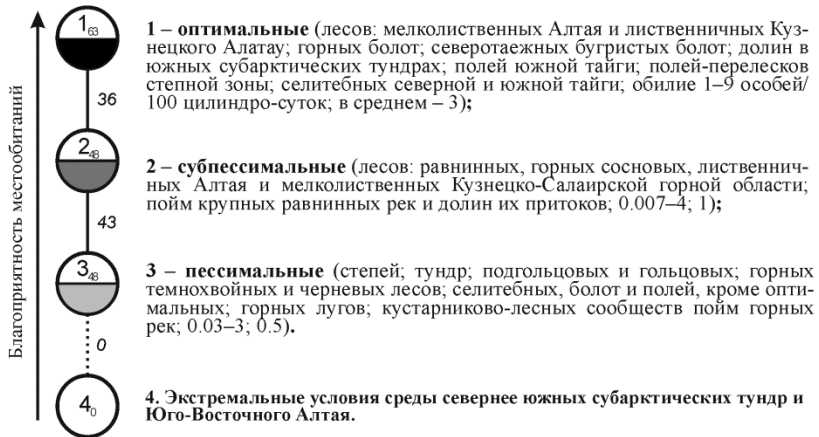 Благоприятность местообитаний
1₆₃
1 – оптимальные (лесов: мелколиственных Алтая и лиственничных Куз-
нецкого Алатау; горных болот; северотаежных бугристых болот; долин в
южных субарктических тундрах; полей южной тайги; полей-перелесков
степной зоны; селитебных северной и южной тайги; обилие 1–9 особей/
100 цилиндро-суток; в среднем – 3);
36
2₄₈
2 – субпессимальные (лесов: равнинных, горных сосновых, лиственнич-
ных Алтая и мелколиственных Кузнецко-Салаирской горной области;
пойм крупных равнинных рек и долин их притоков; 0.007–4; 1);
43
3₄₈
3 – пессимальные (степей; тундр; подгольцовых и гольцовых; горных
темнохвойных и черневых лесов; селитебных, болот и полей, кроме опти-
мальных; горных лугов; кустарниково-лесных сообществ пойм горных
рек; 0.03–3; 0.5).
0
4₀
4. Экстремальные условия среды севернее южных субарктических тундр и
Юго-Восточного Алтая.